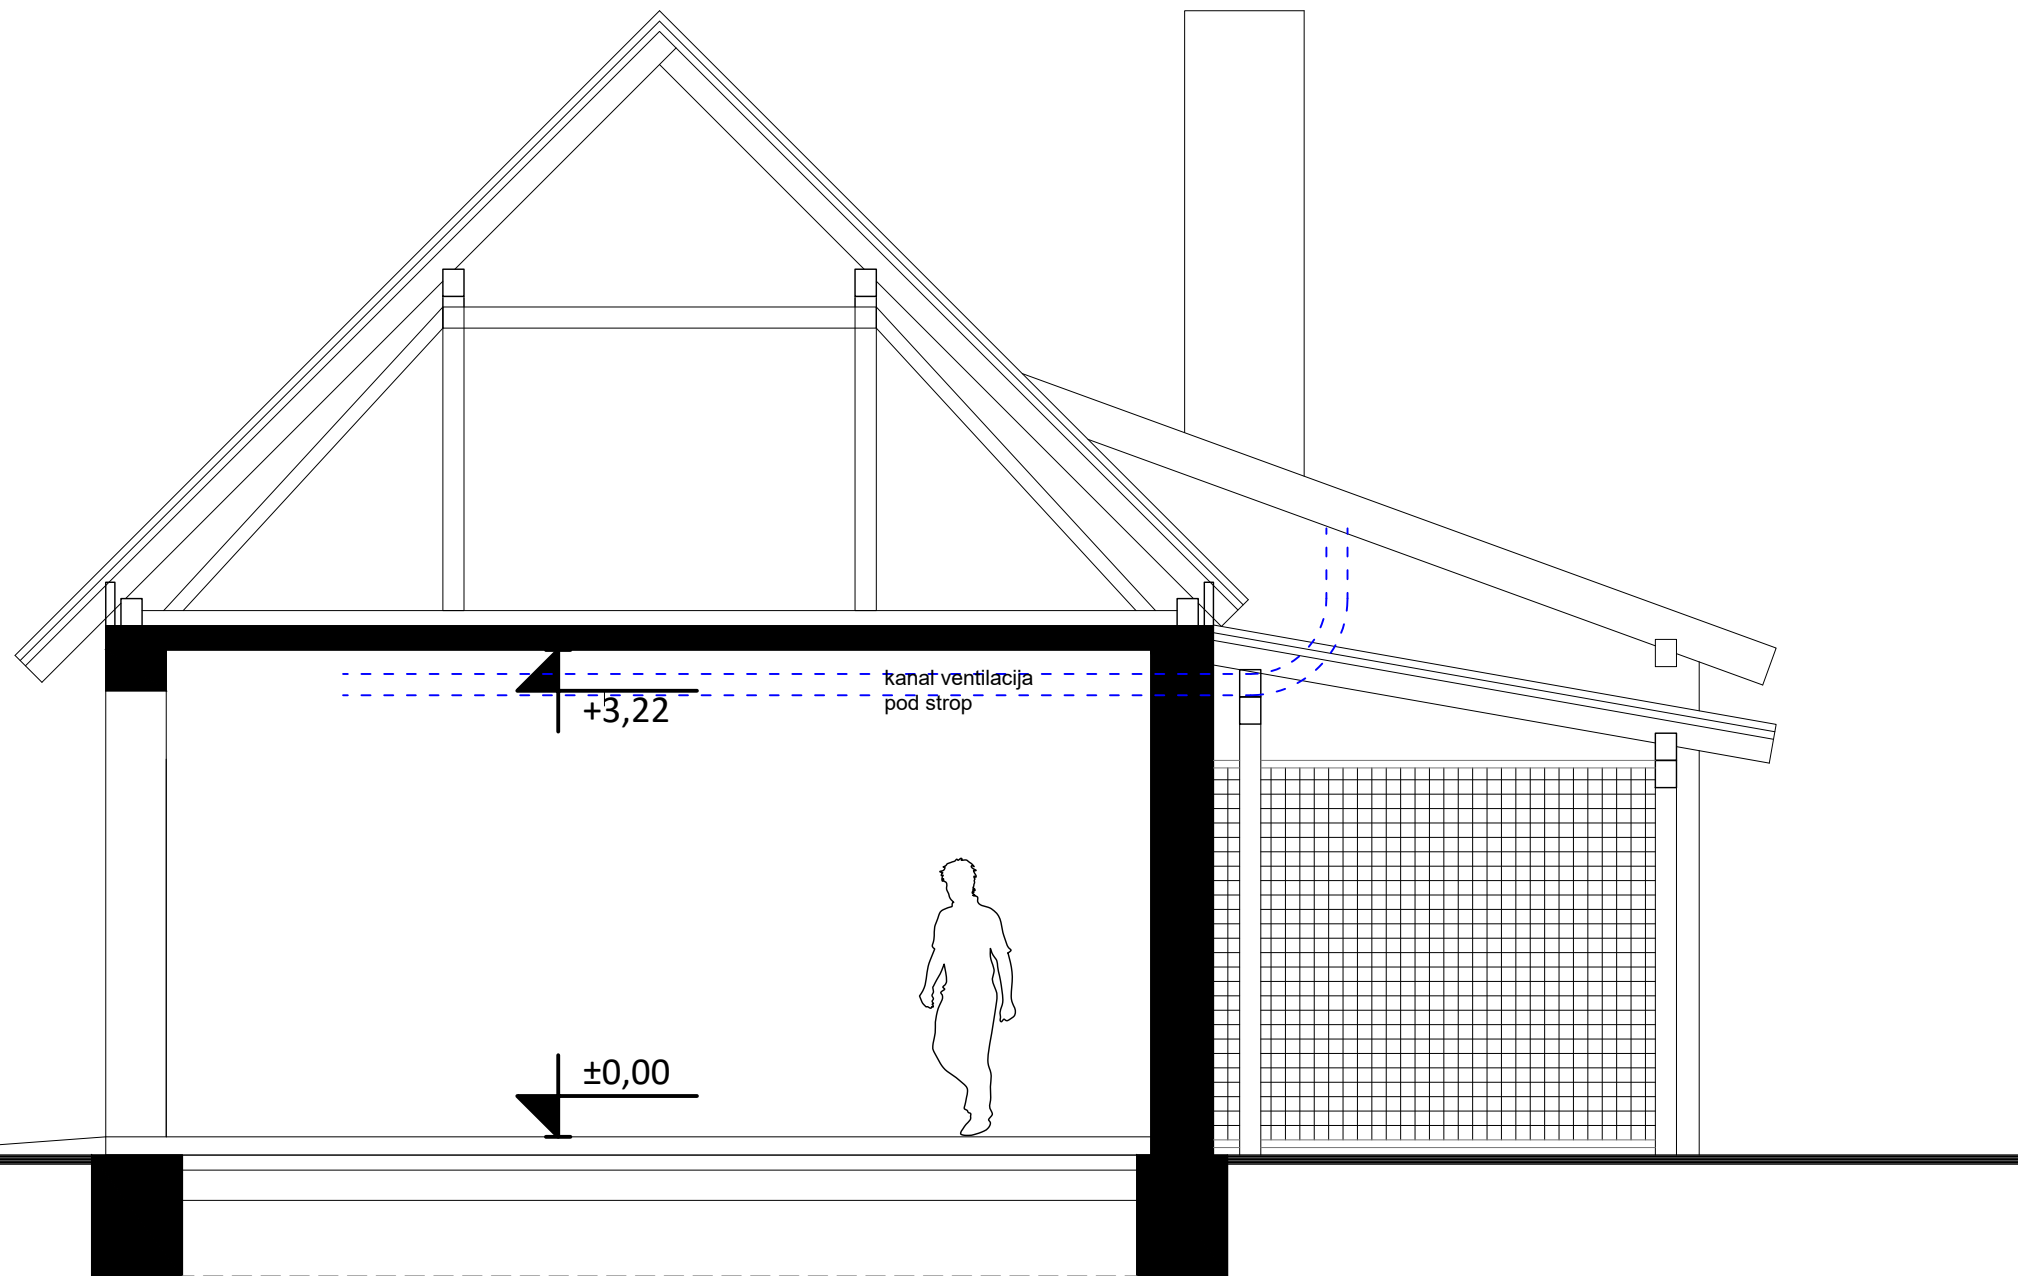 kanal ventilacija
pod strop
+3,22
±0,00